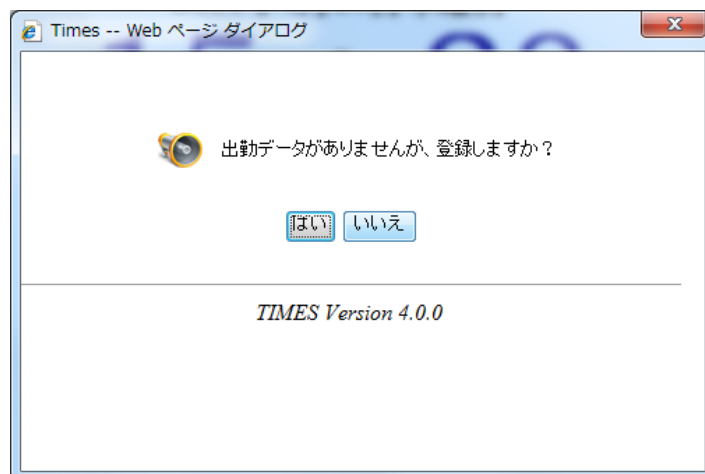 Times -- Web ページ ダイアログ
出勤データがありませんが、登録しますか？
はい いいえ
TIMES Version 4.0.0